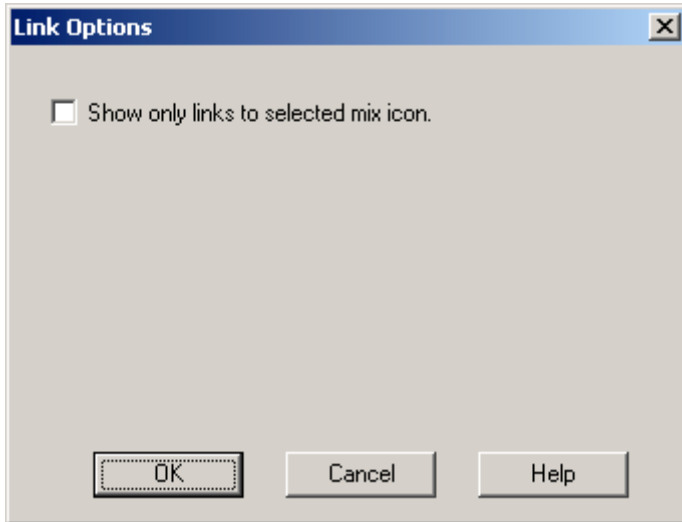 Link Options
Show only links to selected mix icon.
OK
Cancel
Help